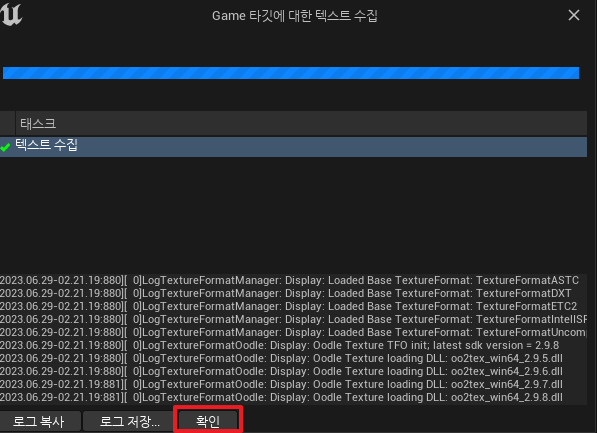 Game 타깃에 대한 텍스트 수집
태스크
텍스트 수집
2023.06.29-02.21.19:880][  0]LogTextureFormatManager: Display: Loaded Base TextureFormat: TextureFormatASTC
2023.06.29-02.21.19:880][  0]LogTextureFormatManager: Display: Loaded Base TextureFormat: TextureFormatDXT
2023.06.29-02.21.19:880][  0]LogTextureFormatManager: Display: Loaded Base TextureFormat: TextureFormatETC2
2023.06.29-02.21.19:880][  0]LogTextureFormatManager: Display: Loaded Base TextureFormat: TextureFormatIntelISP
2023.06.29-02.21.19:880][  0]LogTextureFormatManager: Display: Loaded Base TextureFormat: TextureFormatUncomp
2023.06.29-02.21.19:880][  0]LogTextureFormatOodle: Display: Oodle Texture TFO init; latest sdk version = 2.9.8
2023.06.29-02.21.19:880][  0]LogTextureFormatOodle: Display: Oodle Texture loading DLL: oo2tex_win64_2.9.5.dll
2023.06.29-02.21.19:880][  0]LogTextureFormatOodle: Display: Oodle Texture loading DLL: oo2tex_win64_2.9.6.dll
2023.06.29-02.21.19:881][  0]LogTextureFormatOodle: Display: Oodle Texture loading DLL: oo2tex_win64_2.9.7.dll
2023.06.29-02.21.19:881][  0]LogTextureFormatOodle: Display: Oodle Texture loading DLL: oo2tex_win64_2.9.8.dll
로그 복사 로그 저장... 확인